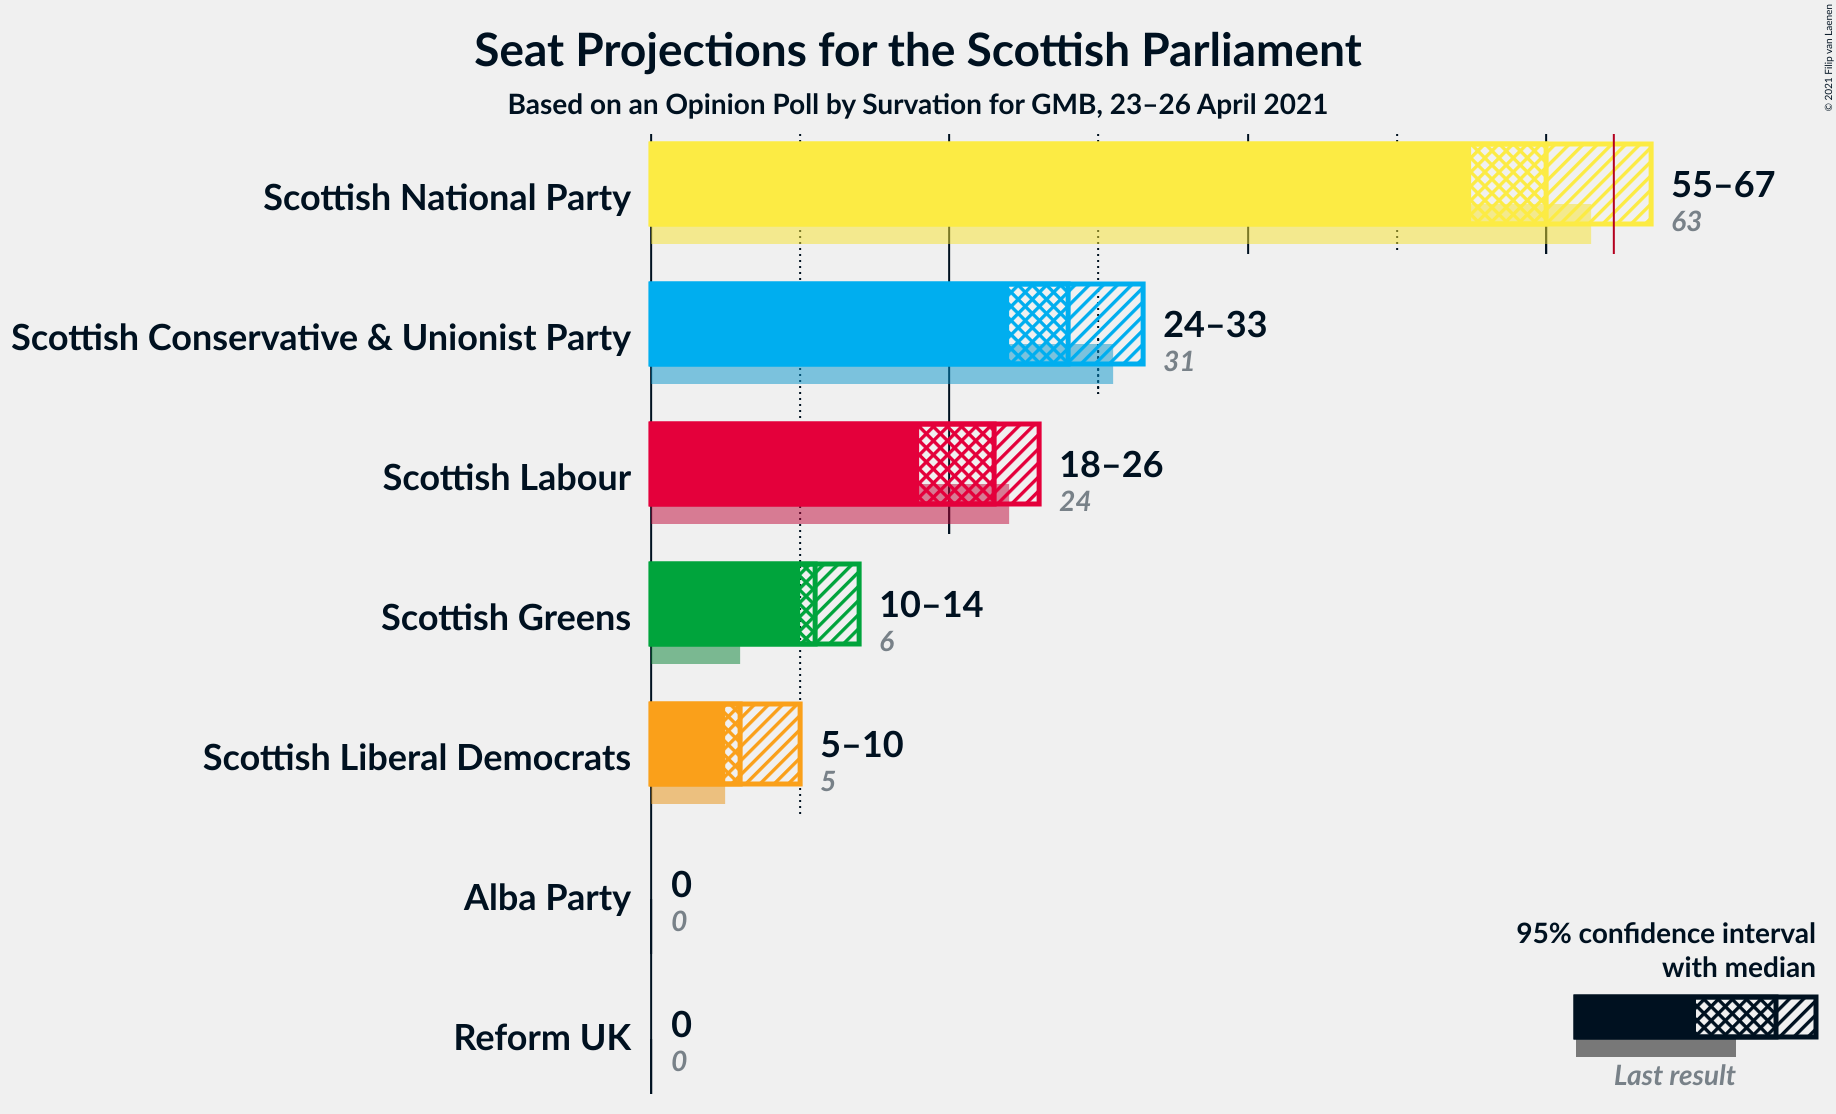 Seat Projections for the Scottish Parliament
Based on an Opinion Poll by Survation for GMB, 23–26 April 2021
© 2021 Filip van Laenen
Scottish National Party
55–67
63
Scottish Conservative & Unionist Party
24–33
31
Scottish Labour
18–26
24
Scottish Greens
10–14
6
Scottish Liberal Democrats
5–10
5
Alba Party
0
0
Reform UK
0
0
95% confidence interval
with median
Last result